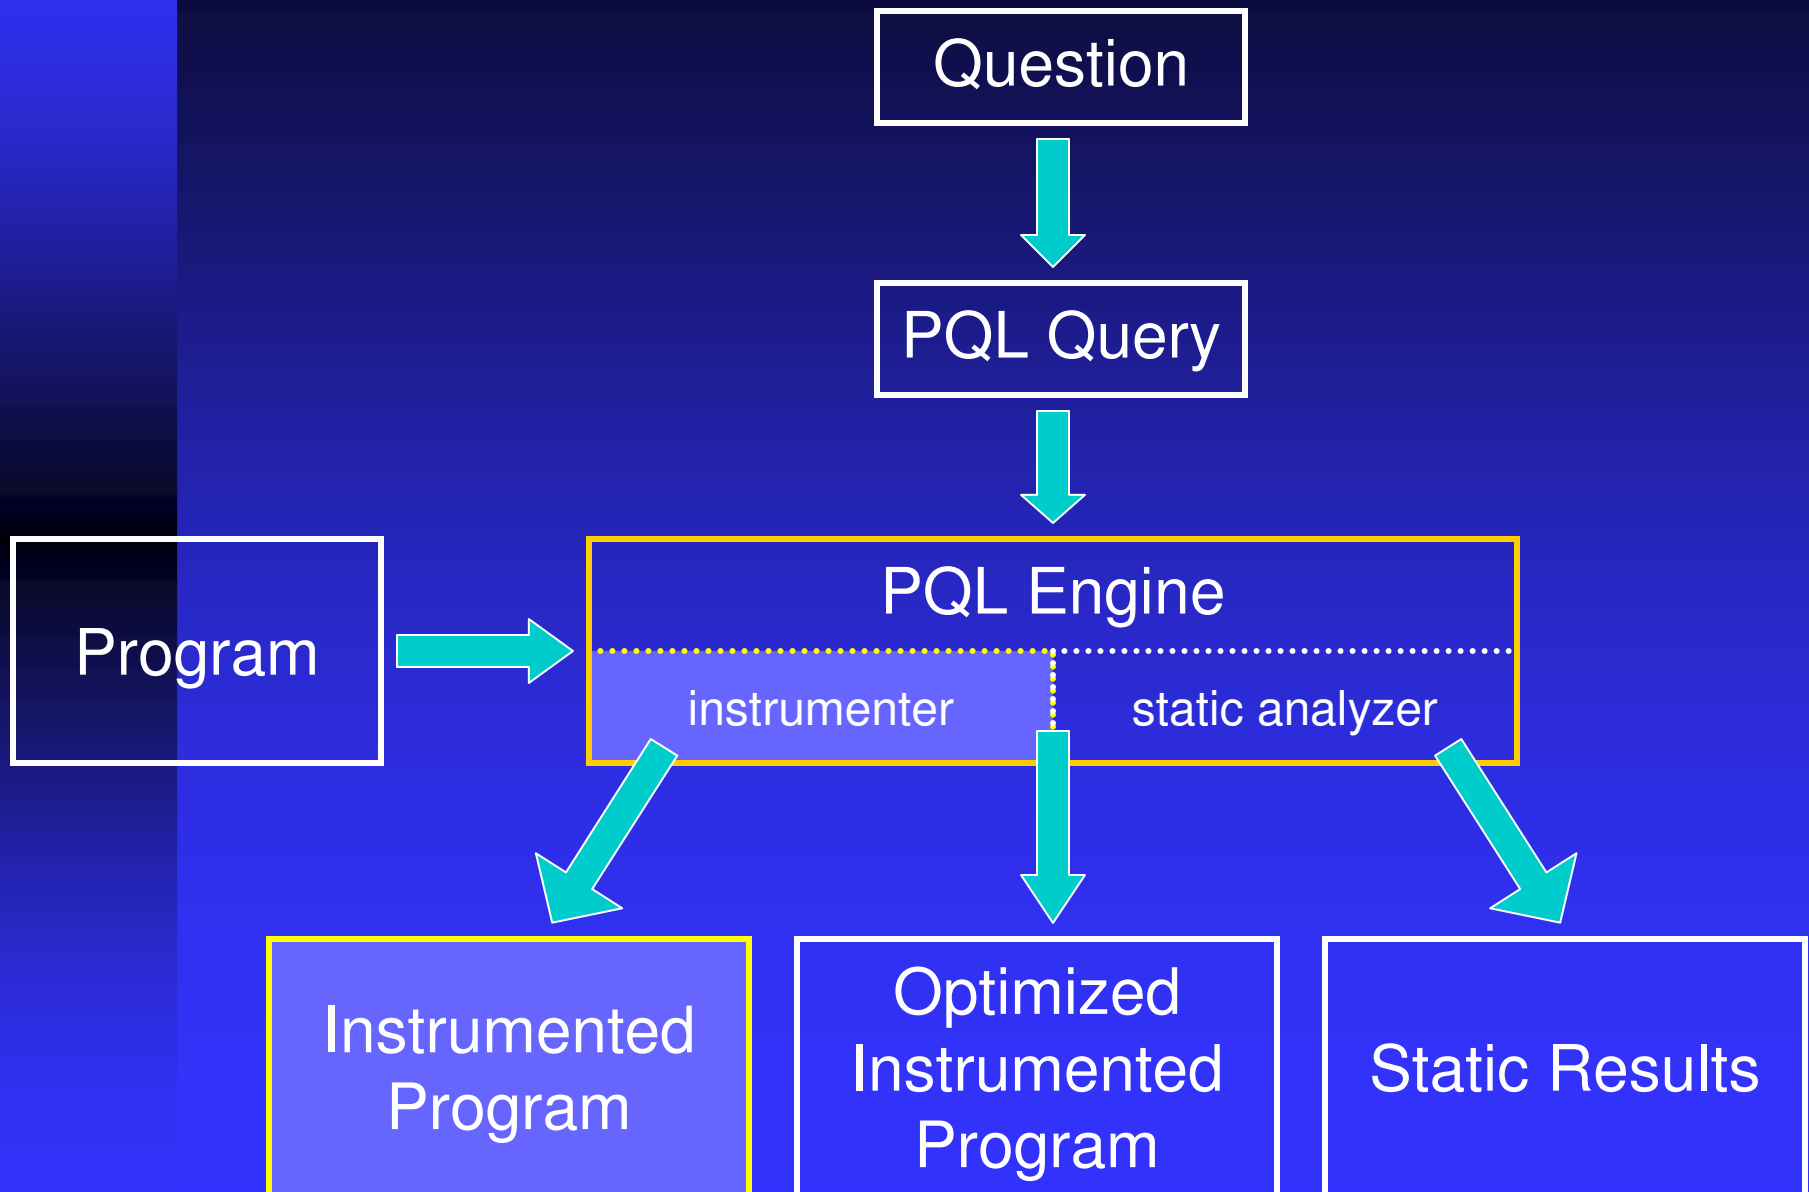 Question
PQL Query
Program
PQL Engine
instrumenter
static analyzer
Instrumented
Program
Optimized
Instrumented
Program
Static Results